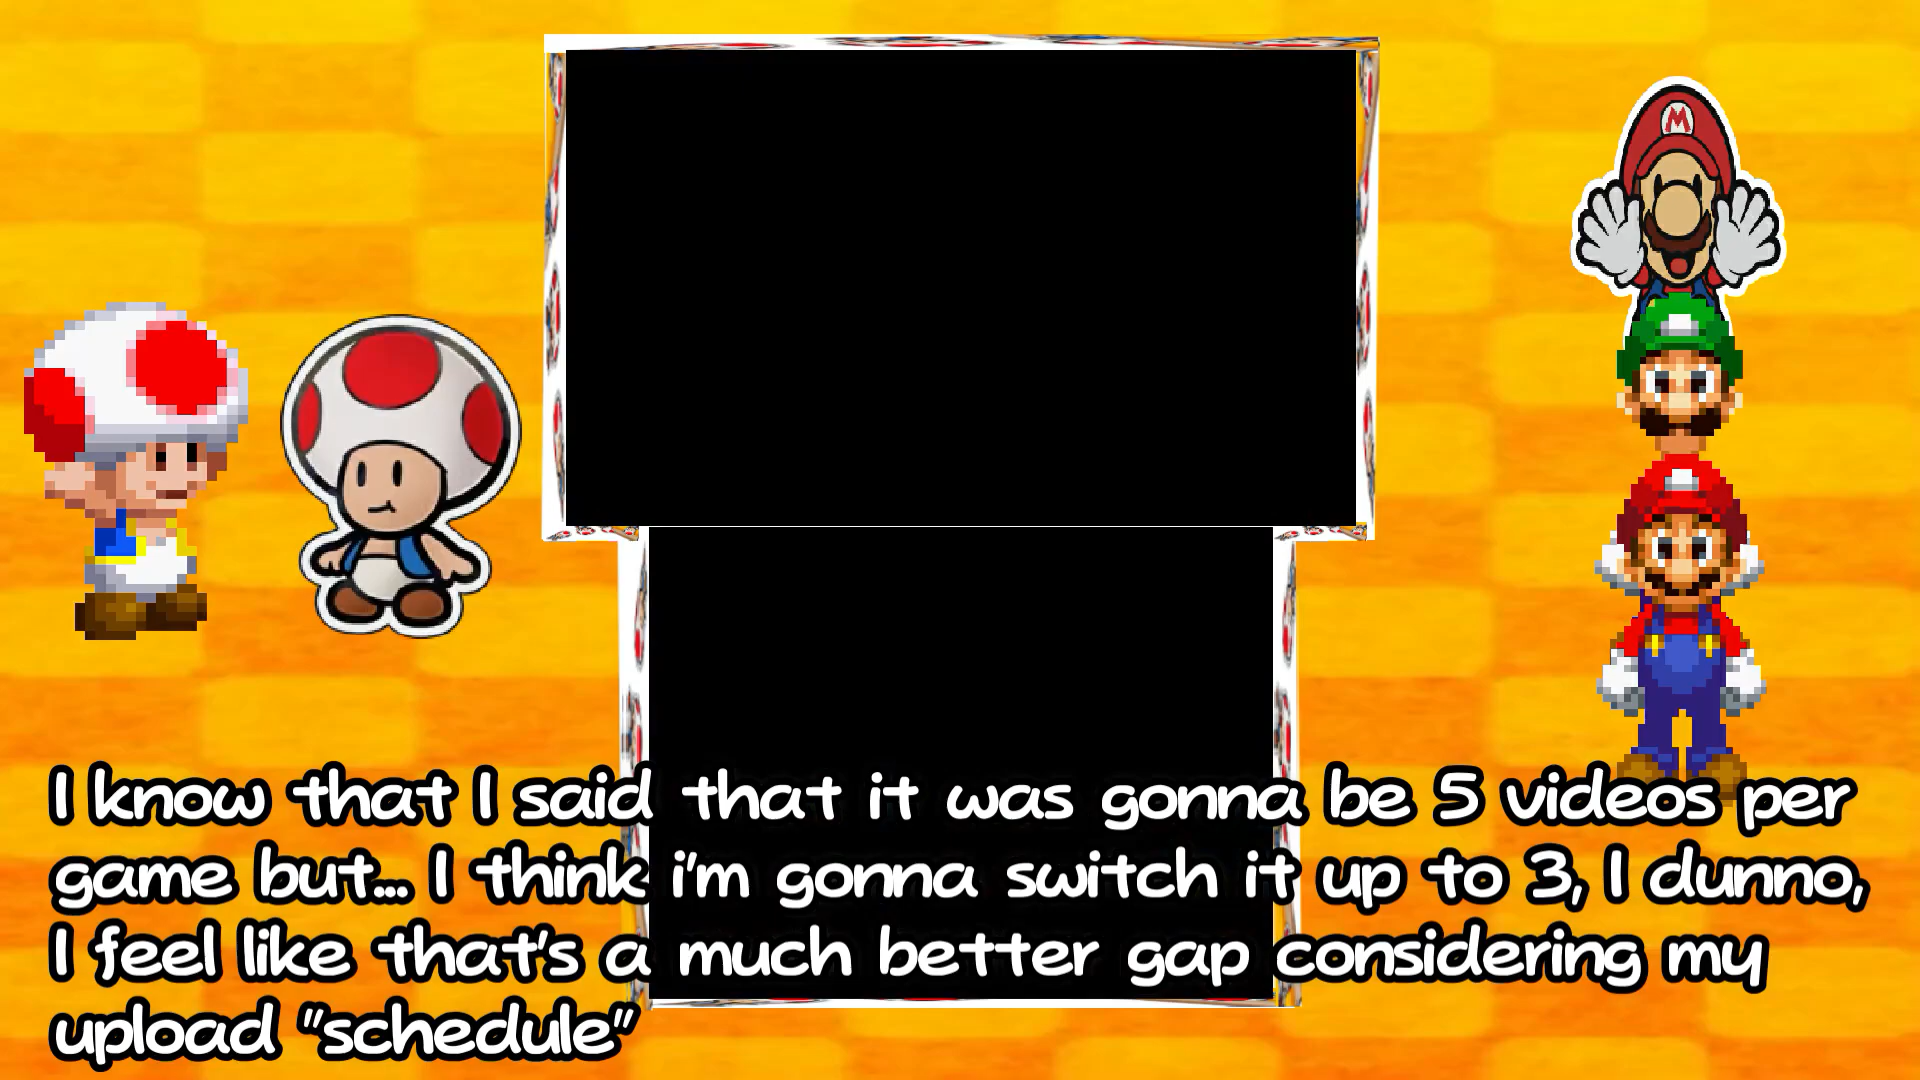 M
I know that I said that it was gonna be 5 videos per
game but... I think i'm gonna switch it up to 3, I dunno,
I feel like that's a much better gap considering my
upload "schedule"